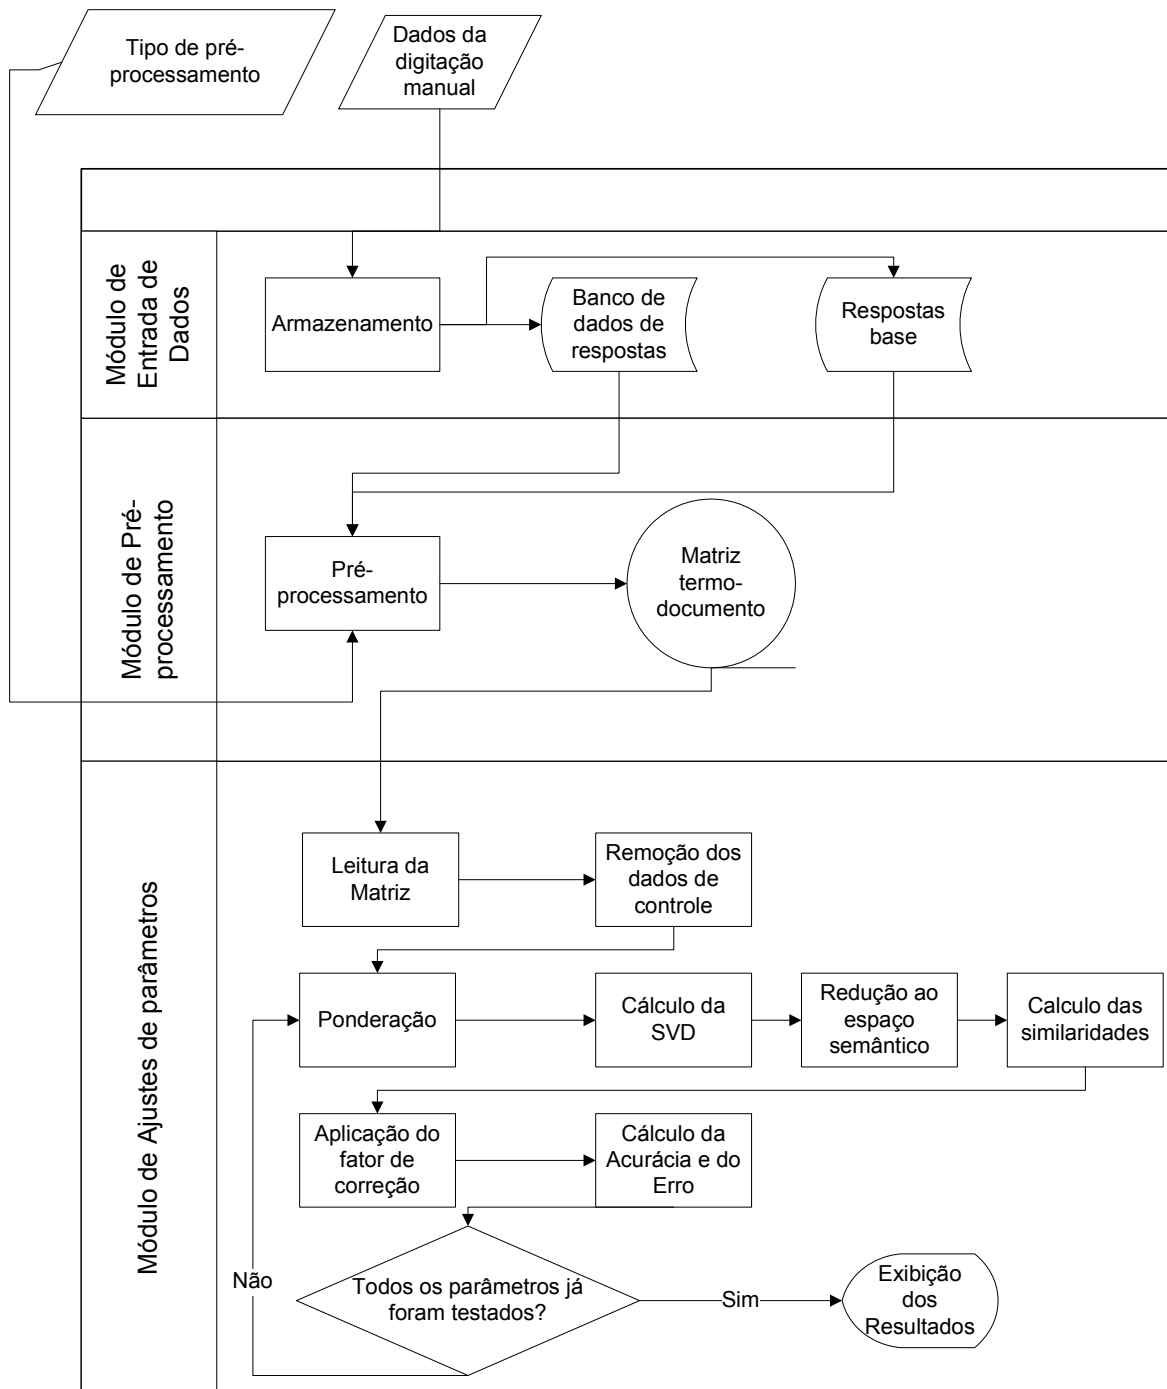 Tipo de pré-
processamento
Dados da
digitação
manual
Módulo de
Entrada de
Dados
Armazenamento
Banco de
dados de
respostas
Respostas
base
Módulo de Pré-
processamento
Pré-
processamento
Matriz
termo-
documento
Módulo de Ajustes de parâmetros
Leitura da
Matriz
Remoção dos
dados de
controle
Ponderação
Cálculo da
SVD
Redução ao
espaço
semântico
Calculo das
similaridades
Aplicação do
fator de
correção
Cálculo da
Acurácia e do
Erro
Não
Todos os parâmetros já
foram testados?
Sim
Exibição
dos
Resultados